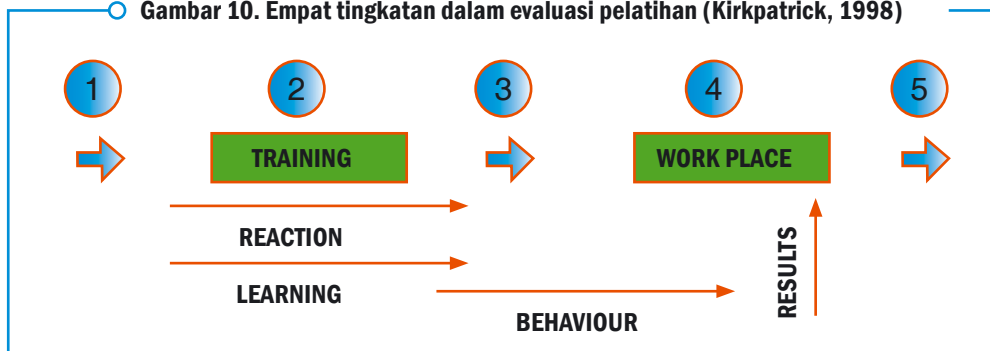 Gambar 10. Empat tingkatan dalam evaluasi pelatihan (Kirkpatrick, 1998)
1 2 3 4 5
TRAINING WORK PLACE
REACTION
LEARNING
BEHAVIOUR
RESULTS